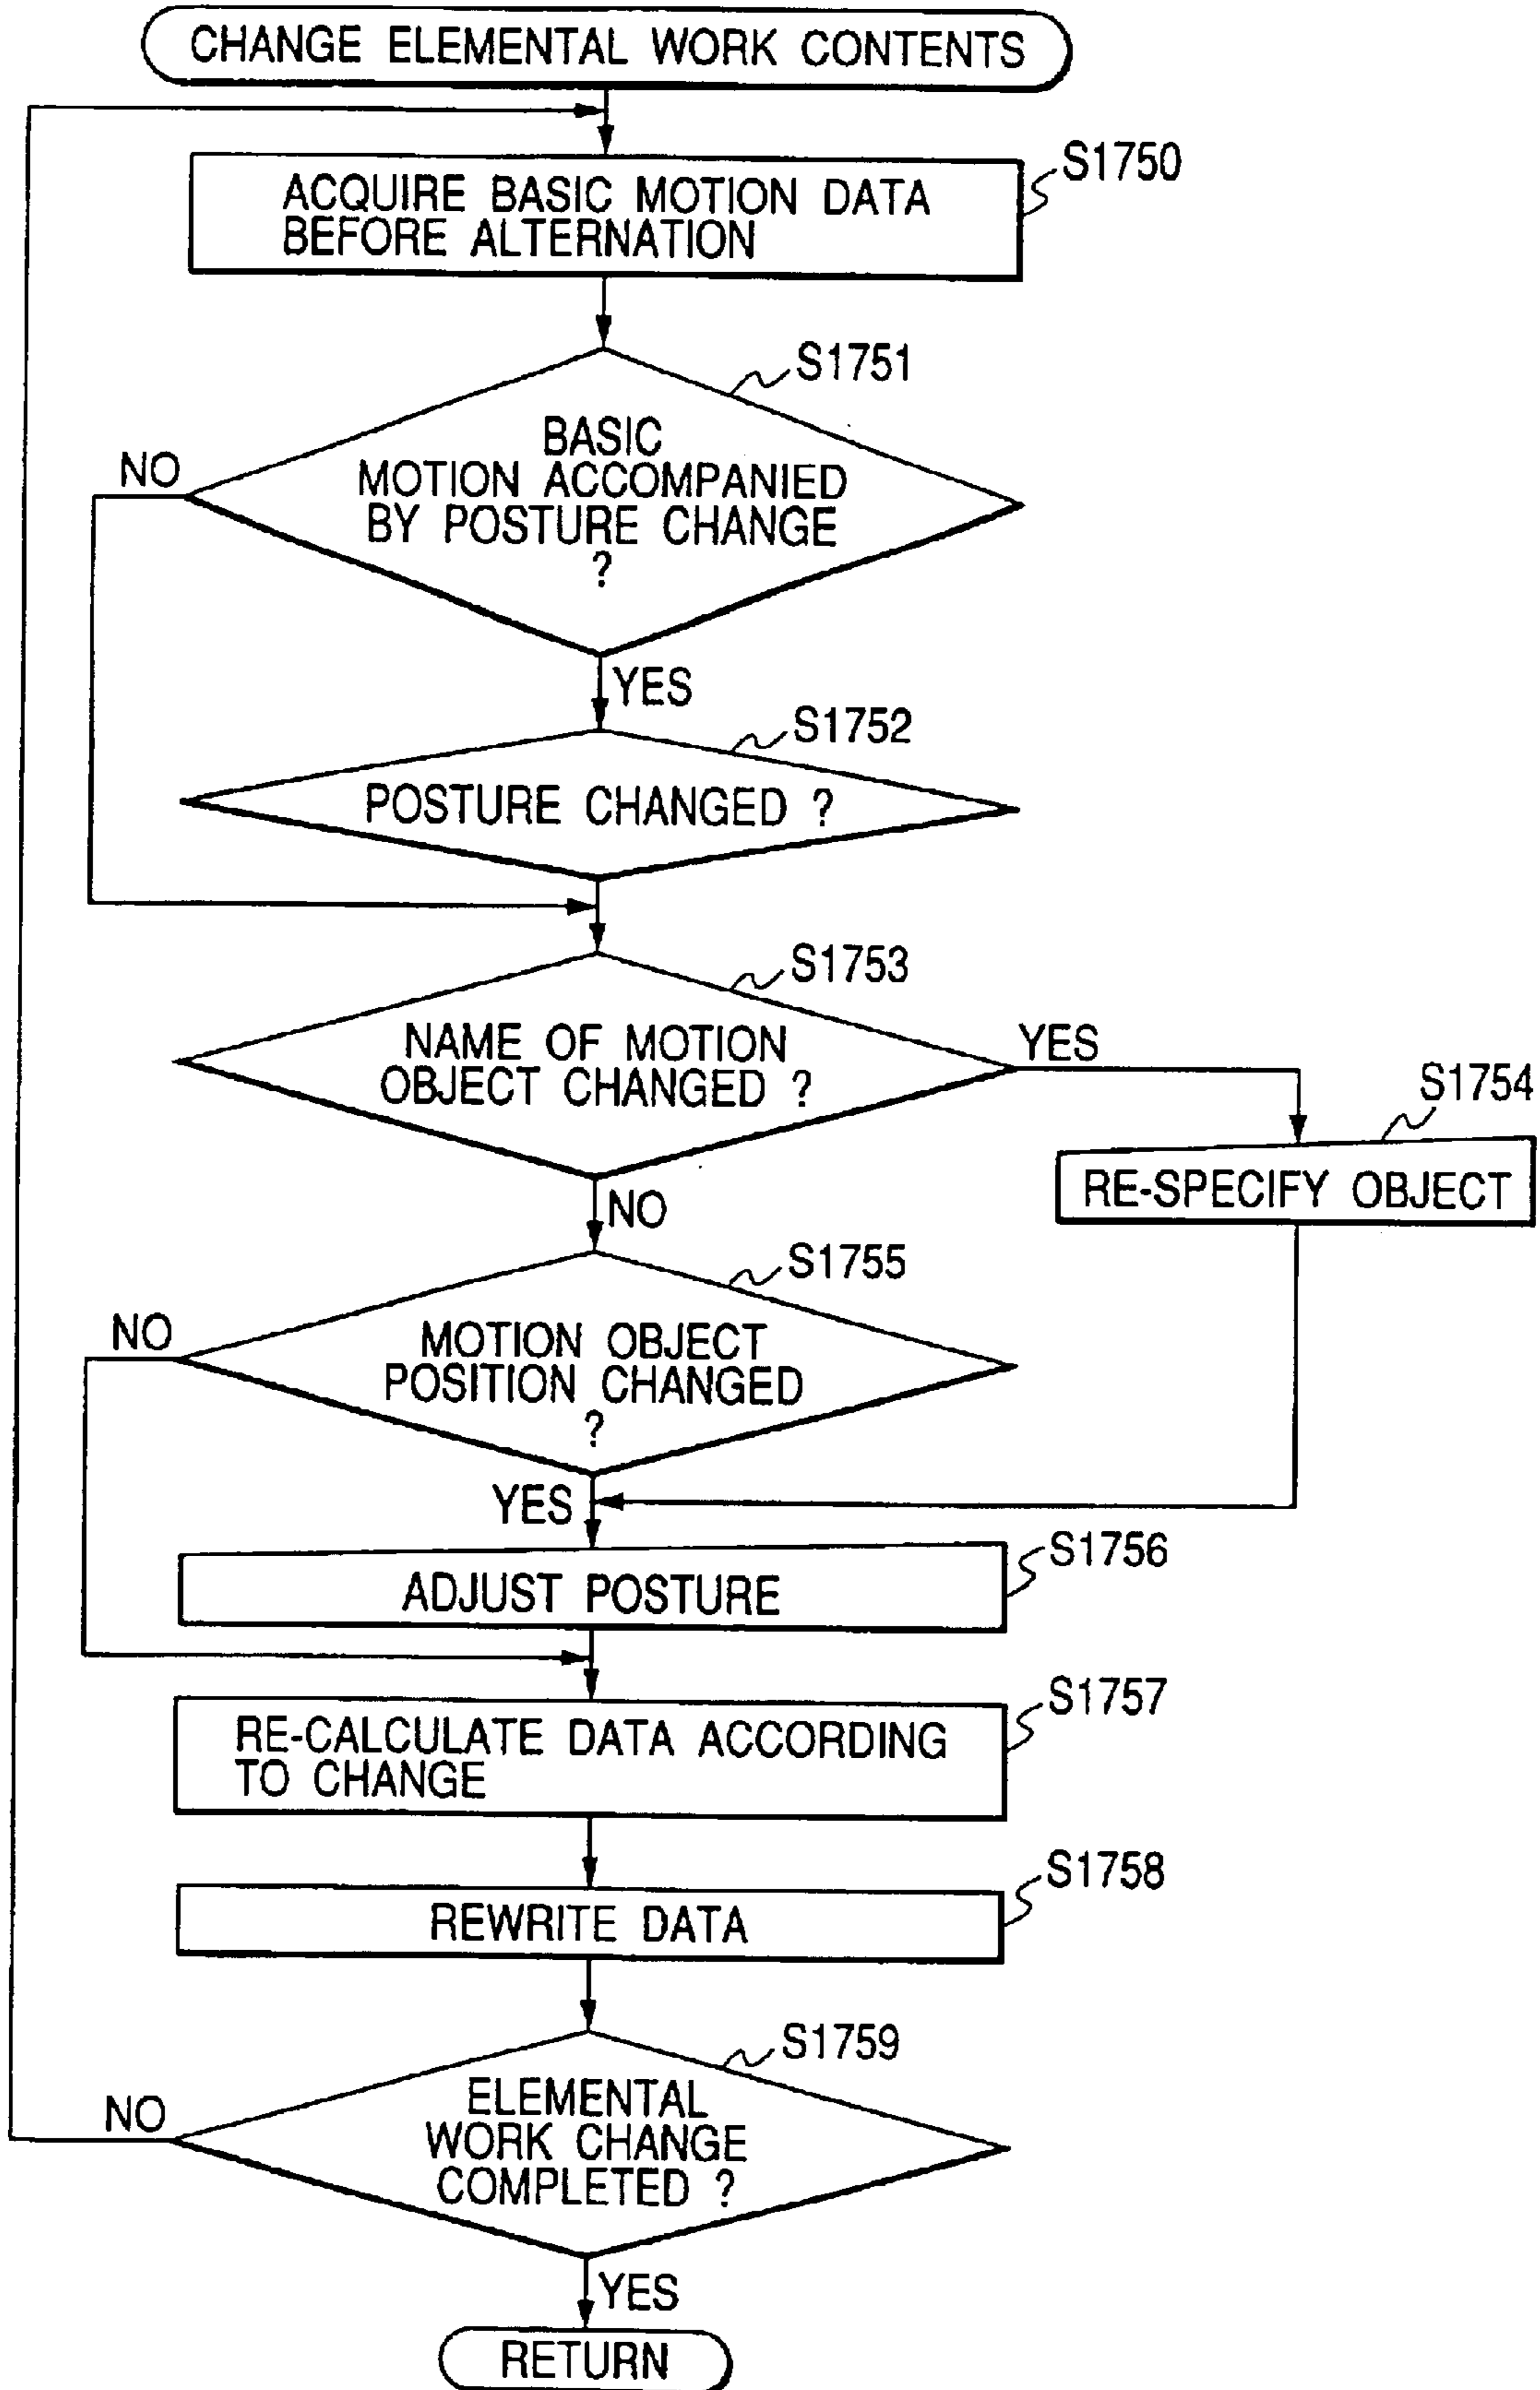 CHANGE ELEMENTAL WORK CONTENTS
S1750
ACQUIRE BASIC MOTION DATA
BEFORE ALTERNATION
S1751
BASIC
MOTION ACCOMPANIED
BY POSTURE CHANGE
?
NO
YES
S1752
POSTURE CHANGED ?
S1753
NAME OF MOTION
OBJECT CHANGED ?
YES
S1754
RE-SPECIFY OBJECT
NO
S1755
MOTION OBJECT
POSITION CHANGED
?
NO
YES
S1756
ADJUST POSTURE
S1757
RE-CALCULATE DATA ACCORDING
TO CHANGE
S1758
REWRITE DATA
S1759
ELEMENTAL
WORK CHANGE
COMPLETED ?
NO
YES
RETURN